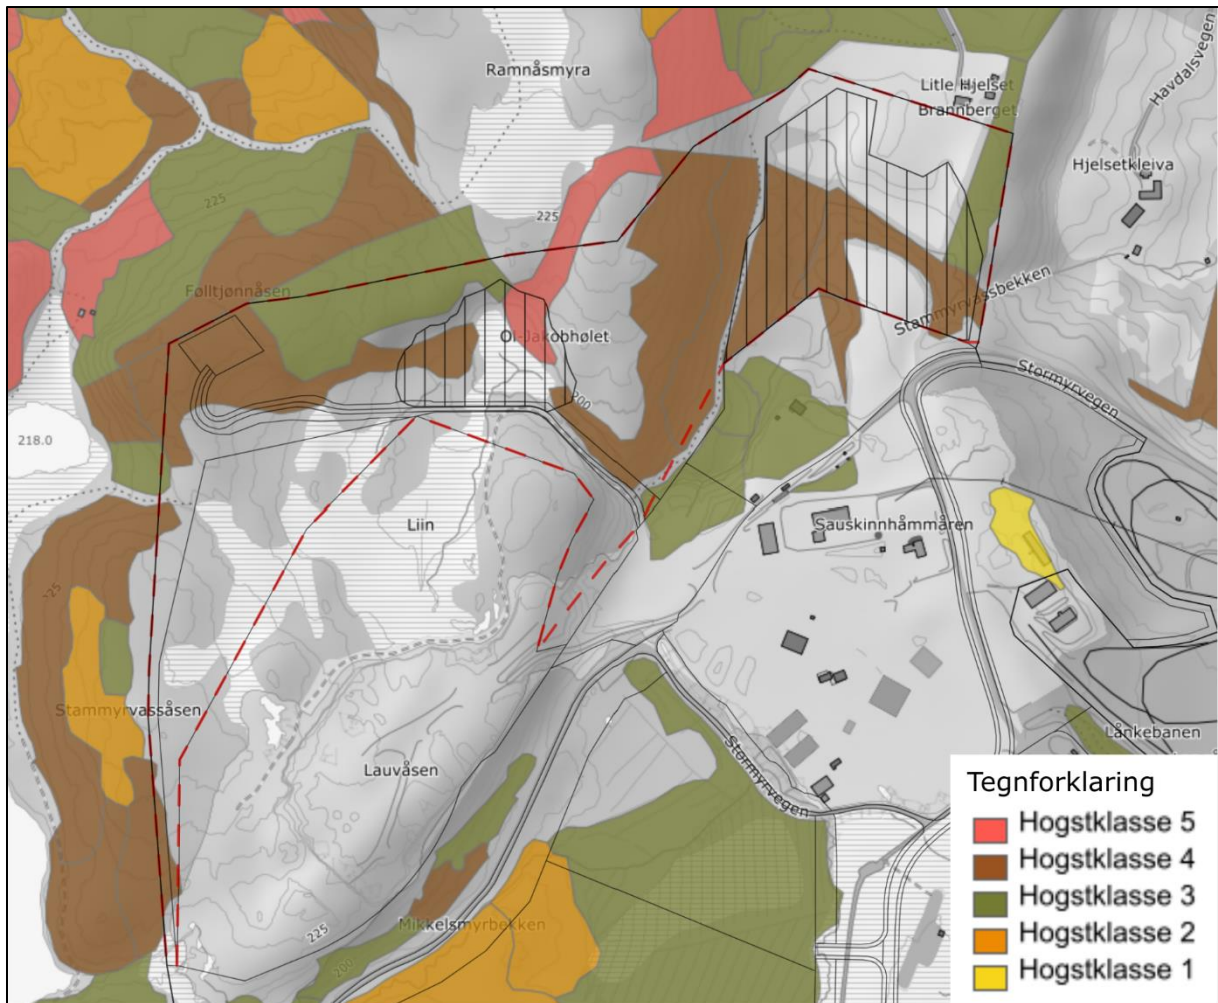 Ramnåsmyra
Litle Hjelset
Brannberget
Havdalsvegen
Hjelsetkleiva
225
225
Følltjønnåsen
Stammyrvassbekken
Ol-Jakobhølet
Stormyrvegen
200
218.0
Liin
Sauskinnhåmmåren
225
Stammyrvassåsen
Lånkebanen
Lauvåsen
Stormyrvegen
Mikkelsmyrbekken
225
200
Tegnforklaring
Hogstklasse 5
Hogstklasse 4
Hogstklasse 3
Hogstklasse 2
Hogstklasse 1